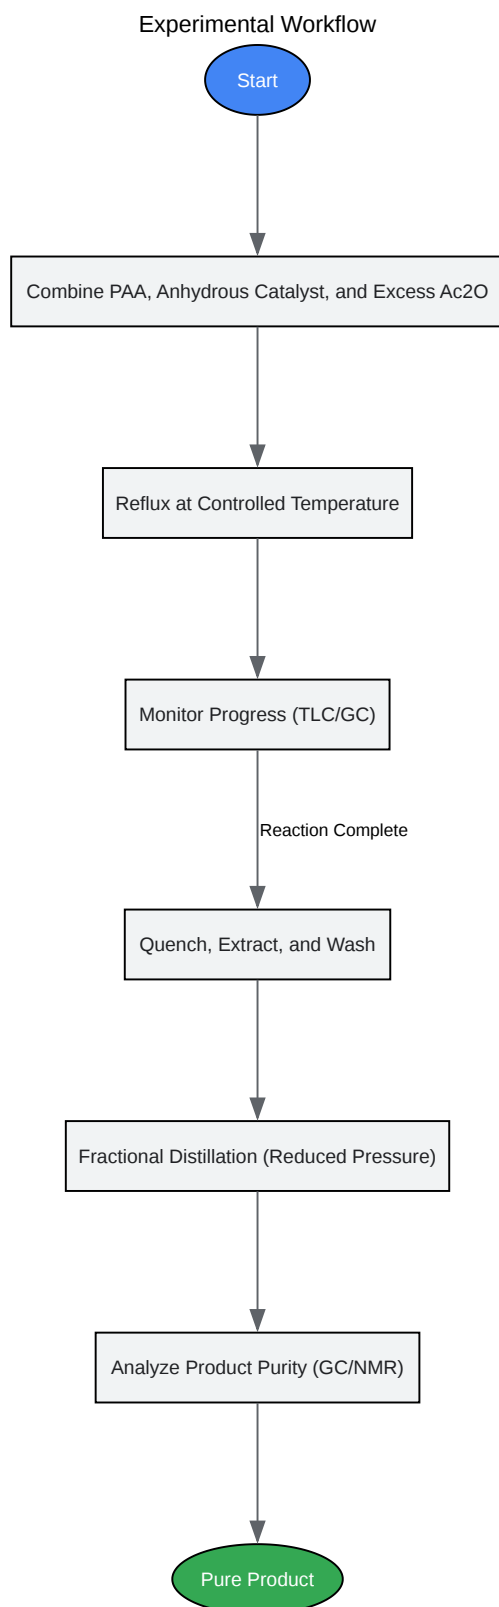 Experimental Workflow
Start
Combine PAA, Anhydrous Catalyst, and Excess Ac2O
Reflux at Controlled Temperature
Monitor Progress (TLC/GC)
Reaction Complete
Quench, Extract, and Wash
Fractional Distillation (Reduced Pressure)
Analyze Product Purity (GC/NMR)
Pure Product